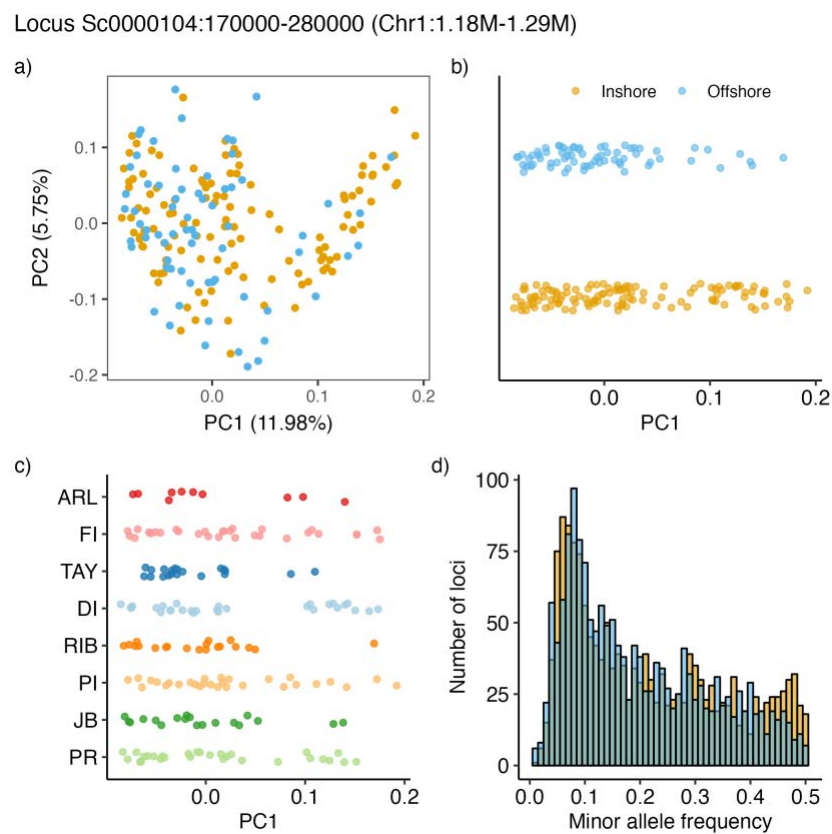 Locus Sc0000104:170000-280000 (Chr1:1.18M-1.29M)
a)
0.1
0.0
-0.1
-0.2
PC2 (5.75%)
0.0 0.1 0.2
PC1 (11.98%)
b)
Inshore Offshore
0.0 0.1 0.2
PC1
c)
ARL
FI
TAY
DI
RIB
PI
JB
PR
0.0 0.1 0.2
PC1
d)
100
75
50
25
0
Number of loci
0.0 0.1 0.2 0.3 0.4 0.5
Minor allele frequency